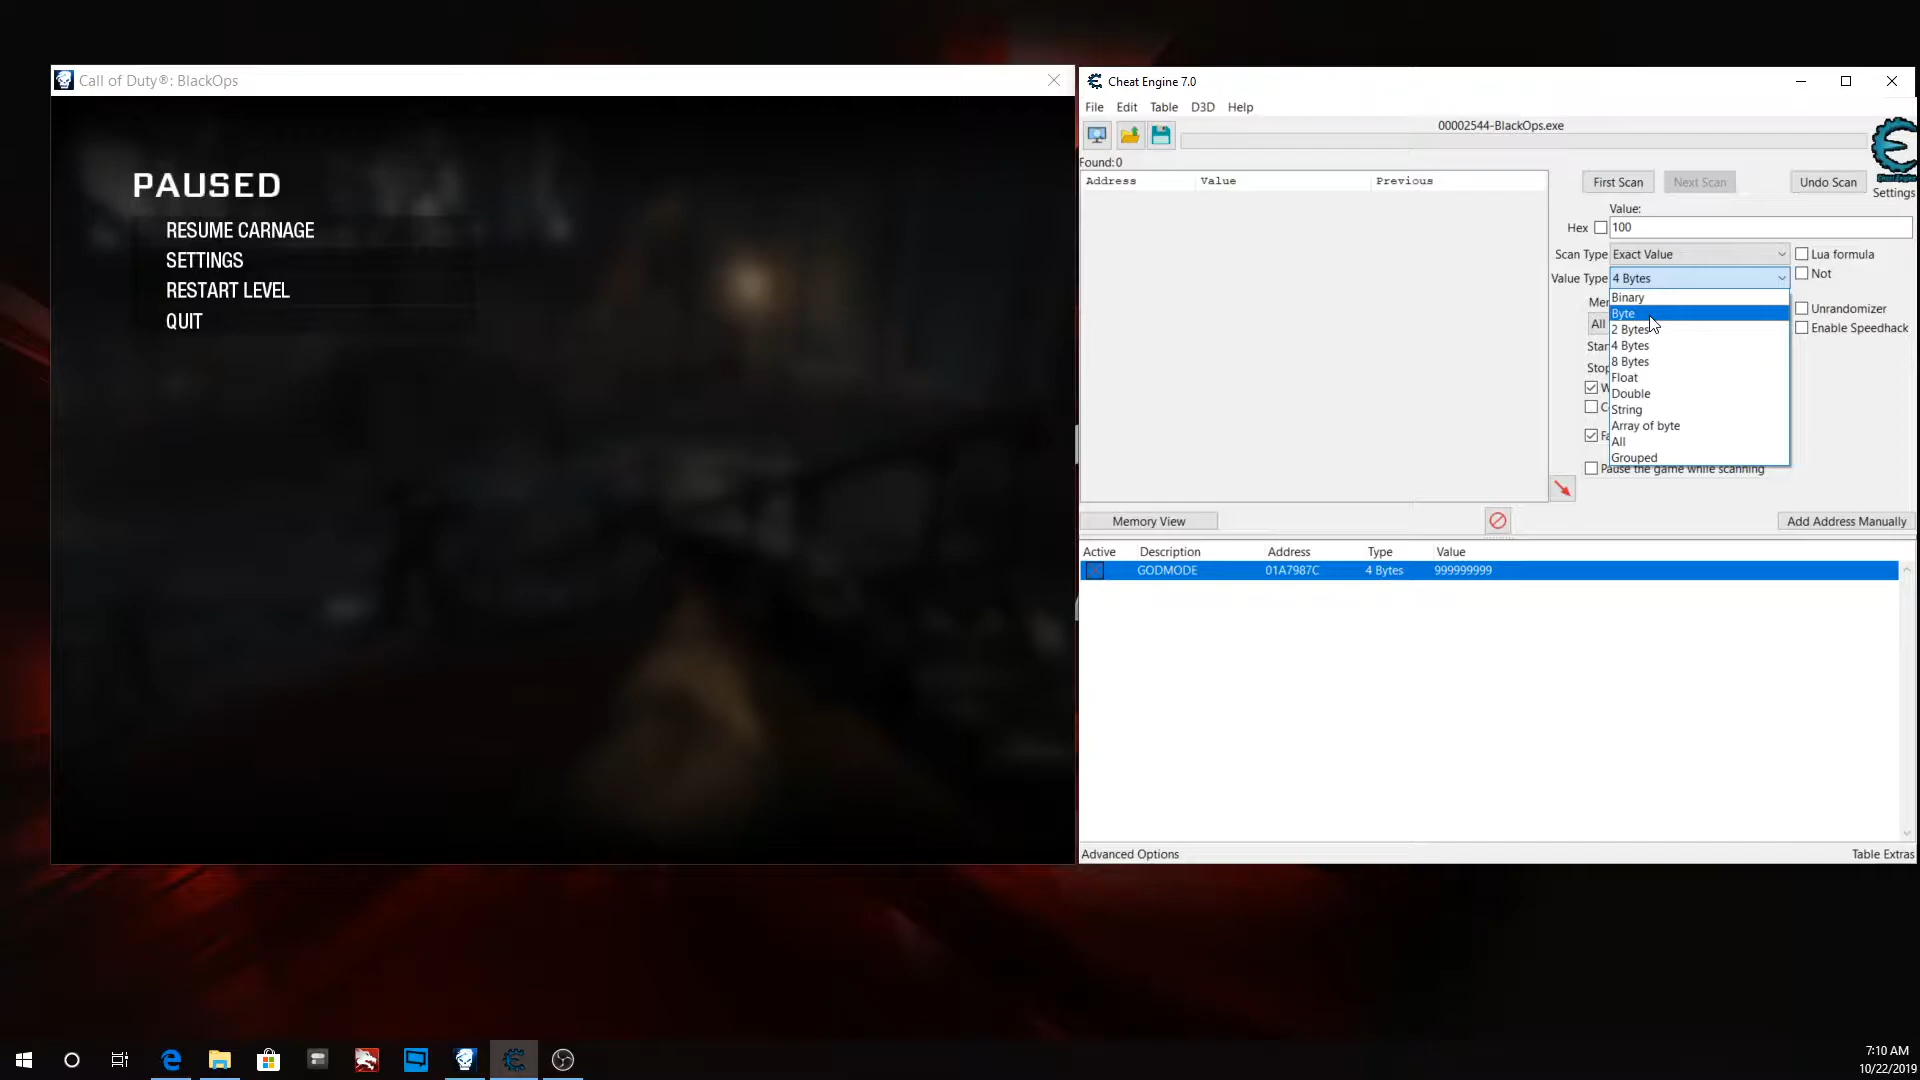 Call of Duty®: BlackOps
PAUSED
RESUME CARNAGE
SETTINGS
RESTART LEVEL
QUIT
Cheat Engine 7.0
File Edit Table D3D Help
00002544-BlackOps.exe
Found:0
Address Value Previous
First Scan Next Scan Undo Scan
Settings
Value:
Hex 100
Scan Type Exact Value Lua formula
Value Type 4 Bytes Not
Binary
Byte
2 Bytes
4 Bytes
8 Bytes
Float
Double
String
Array of byte
All
Grouped
All
Unrandomizer
Enable Speedhack
Pause the game while scanning
Memory View Add Address Manually
Active Description Address Type Value
GODMODE 01A7987C 4 Bytes 999999999
Advanced Options Table Extras
7:10 AM
10/22/2019